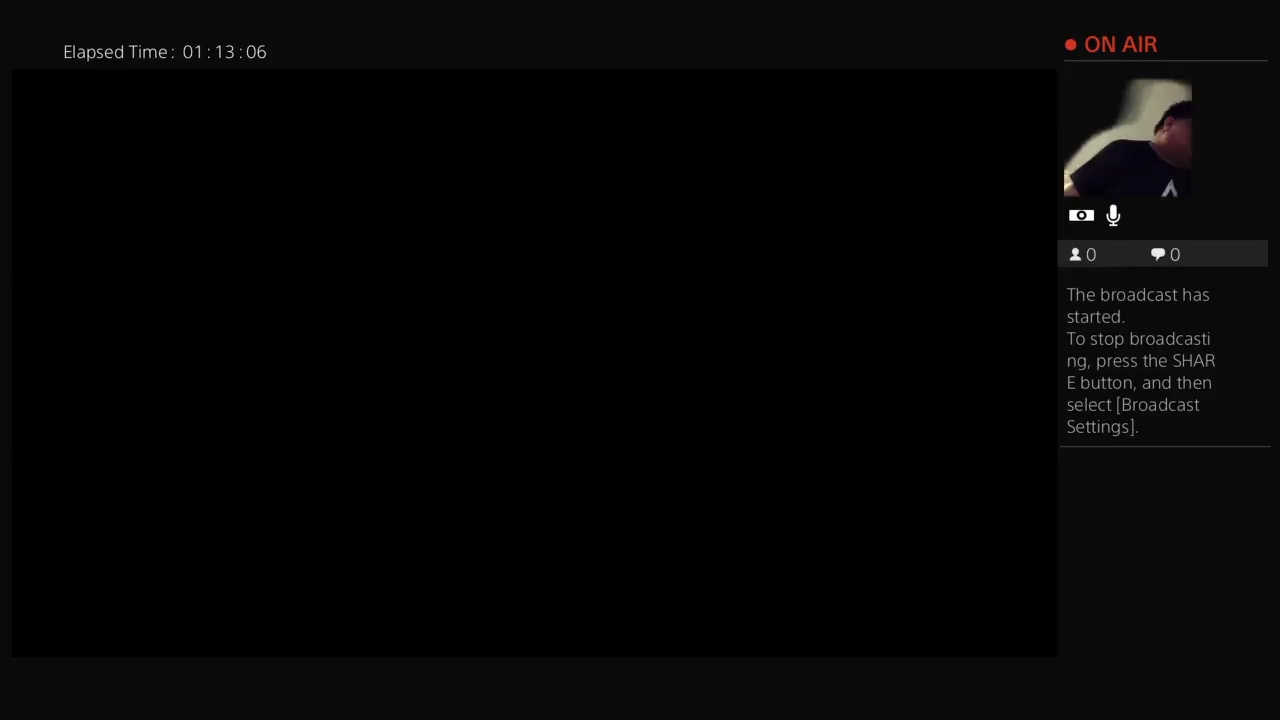 Elapsed Time: 01:13:06
ON AIR
0 0
The broadcast has
started.
To stop broadcasti
ng, press the SHAR
E button, and then
select [Broadcast
Settings].